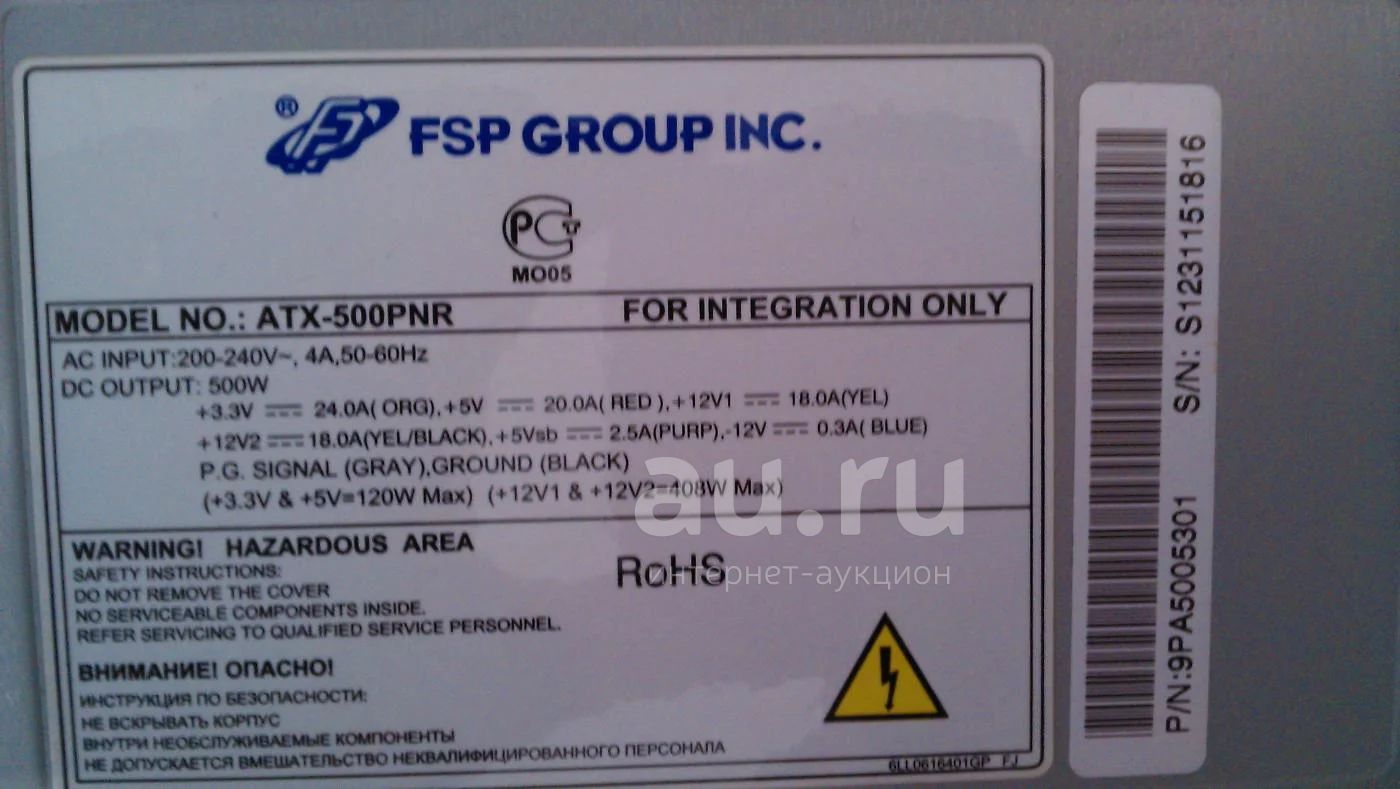 ® FSP GROUP INC.
PCT
MO05
MODEL NO.: ATX-500PNR FOR INTEGRATION ONLY
AC INPUT:200-240V~, 4A,50-60Hz
DC OUTPUT: 500W
+3.3V ⎓ 24.0A( ORG),+5V ⎓ 20.0A( RED ),+12V1 ⎓ 18.0A(YEL)
+12V2 ⎓ 18.0A(YEL/BLACK),+5Vsb ⎓ 2.5A(PURP),-12V ⎓ 0.3A( BLUE)
P.G. SIGNAL (GRAY),GROUND (BLACK)
(+3.3V & +5V=120W Max) (+12V1 & +12V2=408W Max)
WARNING! HAZARDOUS AREA
SAFETY INSTRUCTIONS:
DO NOT REMOVE THE COVER
NO SERVICEABLE COMPONENTS INSIDE.
REFER SERVICING TO QUALIFIED SERVICE PERSONNEL.
RoHS
ВНИМАНИЕ! ОПАСНО!
ИНСТРУКЦИЯ ПО БЕЗОПАСНОСТИ:
НЕ ВСКРЫВАТЬ КОРПУС
ВНУТРИ НЕОБСЛУЖИВАЕМЫЕ КОМПОНЕНТЫ
НЕ ДОПУСКАЕТСЯ ВМЕШАТЕЛЬСТВО НЕКВАЛИФИЦИРОВАННОГО ПЕРСОНАЛА
6LL0616401GP FJ
P/N:9PA5005301 S/N: S1231151816
au.ru
интернет-аукцион